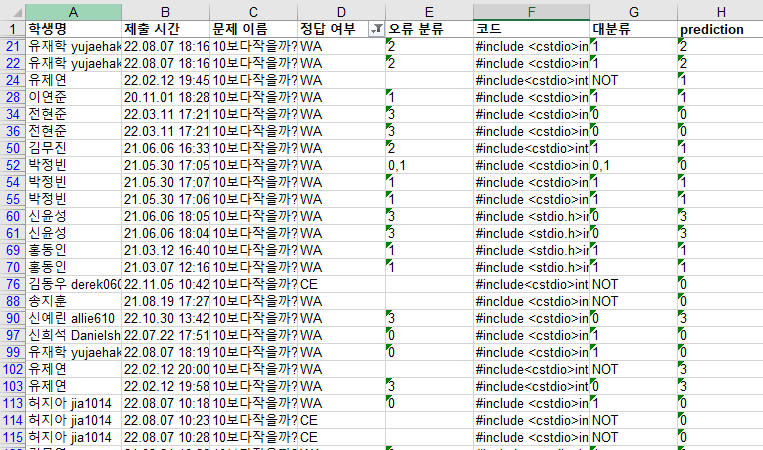 A B C D E F G H
1 학생명 제출 시간 문제 이름 정답 여부 오류 분류 코드 대분류 prediction
21 유재학 yujaehak 22.08.07 18:16 10보다작을까? WA 2 #include <cstdio>in 1 2
22 유재학 yujaehak 22.08.07 18:16 10보다작을까? WA 2 #include <cstdio>in 1 2
24 유제연 22.02.12 19:45 10보다작을까? WA #include<cstdio>int NOT 1
28 이연준 20.11.01 18:28 10보다작을까? WA 1 #include <cstdio>in 1 1
34 전현준 22.03.11 17:21 10보다작을까? WA 3 #include <cstdio>in 0 0
36 전현준 22.03.11 17:21 10보다작을까? WA 3 #include <cstdio>in 0 0
50 김무진 21.06.06 16:33 10보다작을까? WA 2 #include<cstdio>int 1 1
52 박정빈 21.05.30 17:05 10보다작을까? WA 0,1 #include <cstdio>in 0,1 0
54 박정빈 21.05.30 17:07 10보다작을까? WA 1 #include <cstdio>in 1 1
55 박정빈 21.05.30 17:06 10보다작을까? WA 1 #include <cstdio>in 1 1
60 신윤성 21.06.06 18:05 10보다작을까? WA 3 #include <stdio.h>in 0 3
61 신윤성 21.06.06 18:04 10보다작을까? WA 3 #include <stdio.h>in 0 3
69 홍동인 21.03.12 16:40 10보다작을까? WA 1 #include <stdio.h>in 1 1
70 홍동인 21.03.07 12:16 10보다작을까? WA 1 #include <stdio.h>in 1 1
76 김동우 derek060 22.11.05 10:42 10보다작을까? CE #include<cstdio>int NOT 0
88 송지훈 21.08.19 17:27 10보다작을까? WA #include <cstdio>in NOT 0
90 신예린 allie610 22.10.30 13:42 10보다작을까? WA 3 #include <cstdio>in 0 3
97 신희석 Danielsh 22.07.22 17:51 10보다작을까? WA 0 #include <cstdio>in 1 0
99 유재학 yujaehak 22.08.07 18:19 10보다작을까? WA 0 #include <cstdio>in 1 0
102 유제연 22.02.12 20:00 10보다작을까? WA #include<cstdio>int NOT 3
103 유제연 22.02.12 19:58 10보다작을까? WA 3 #include<cstdio>int 0 3
113 허지아 jia1014 22.08.07 10:18 10보다작을까? WA 0 #include <cstdio>in 1 0
114 허지아 jia1014 22.08.07 10:23 10보다작을까? CE #include <cstdio>in NOT 0
115 허지아 jia1014 22.08.07 10:28 10보다작을까? CE #include <cstdio>in NOT 0